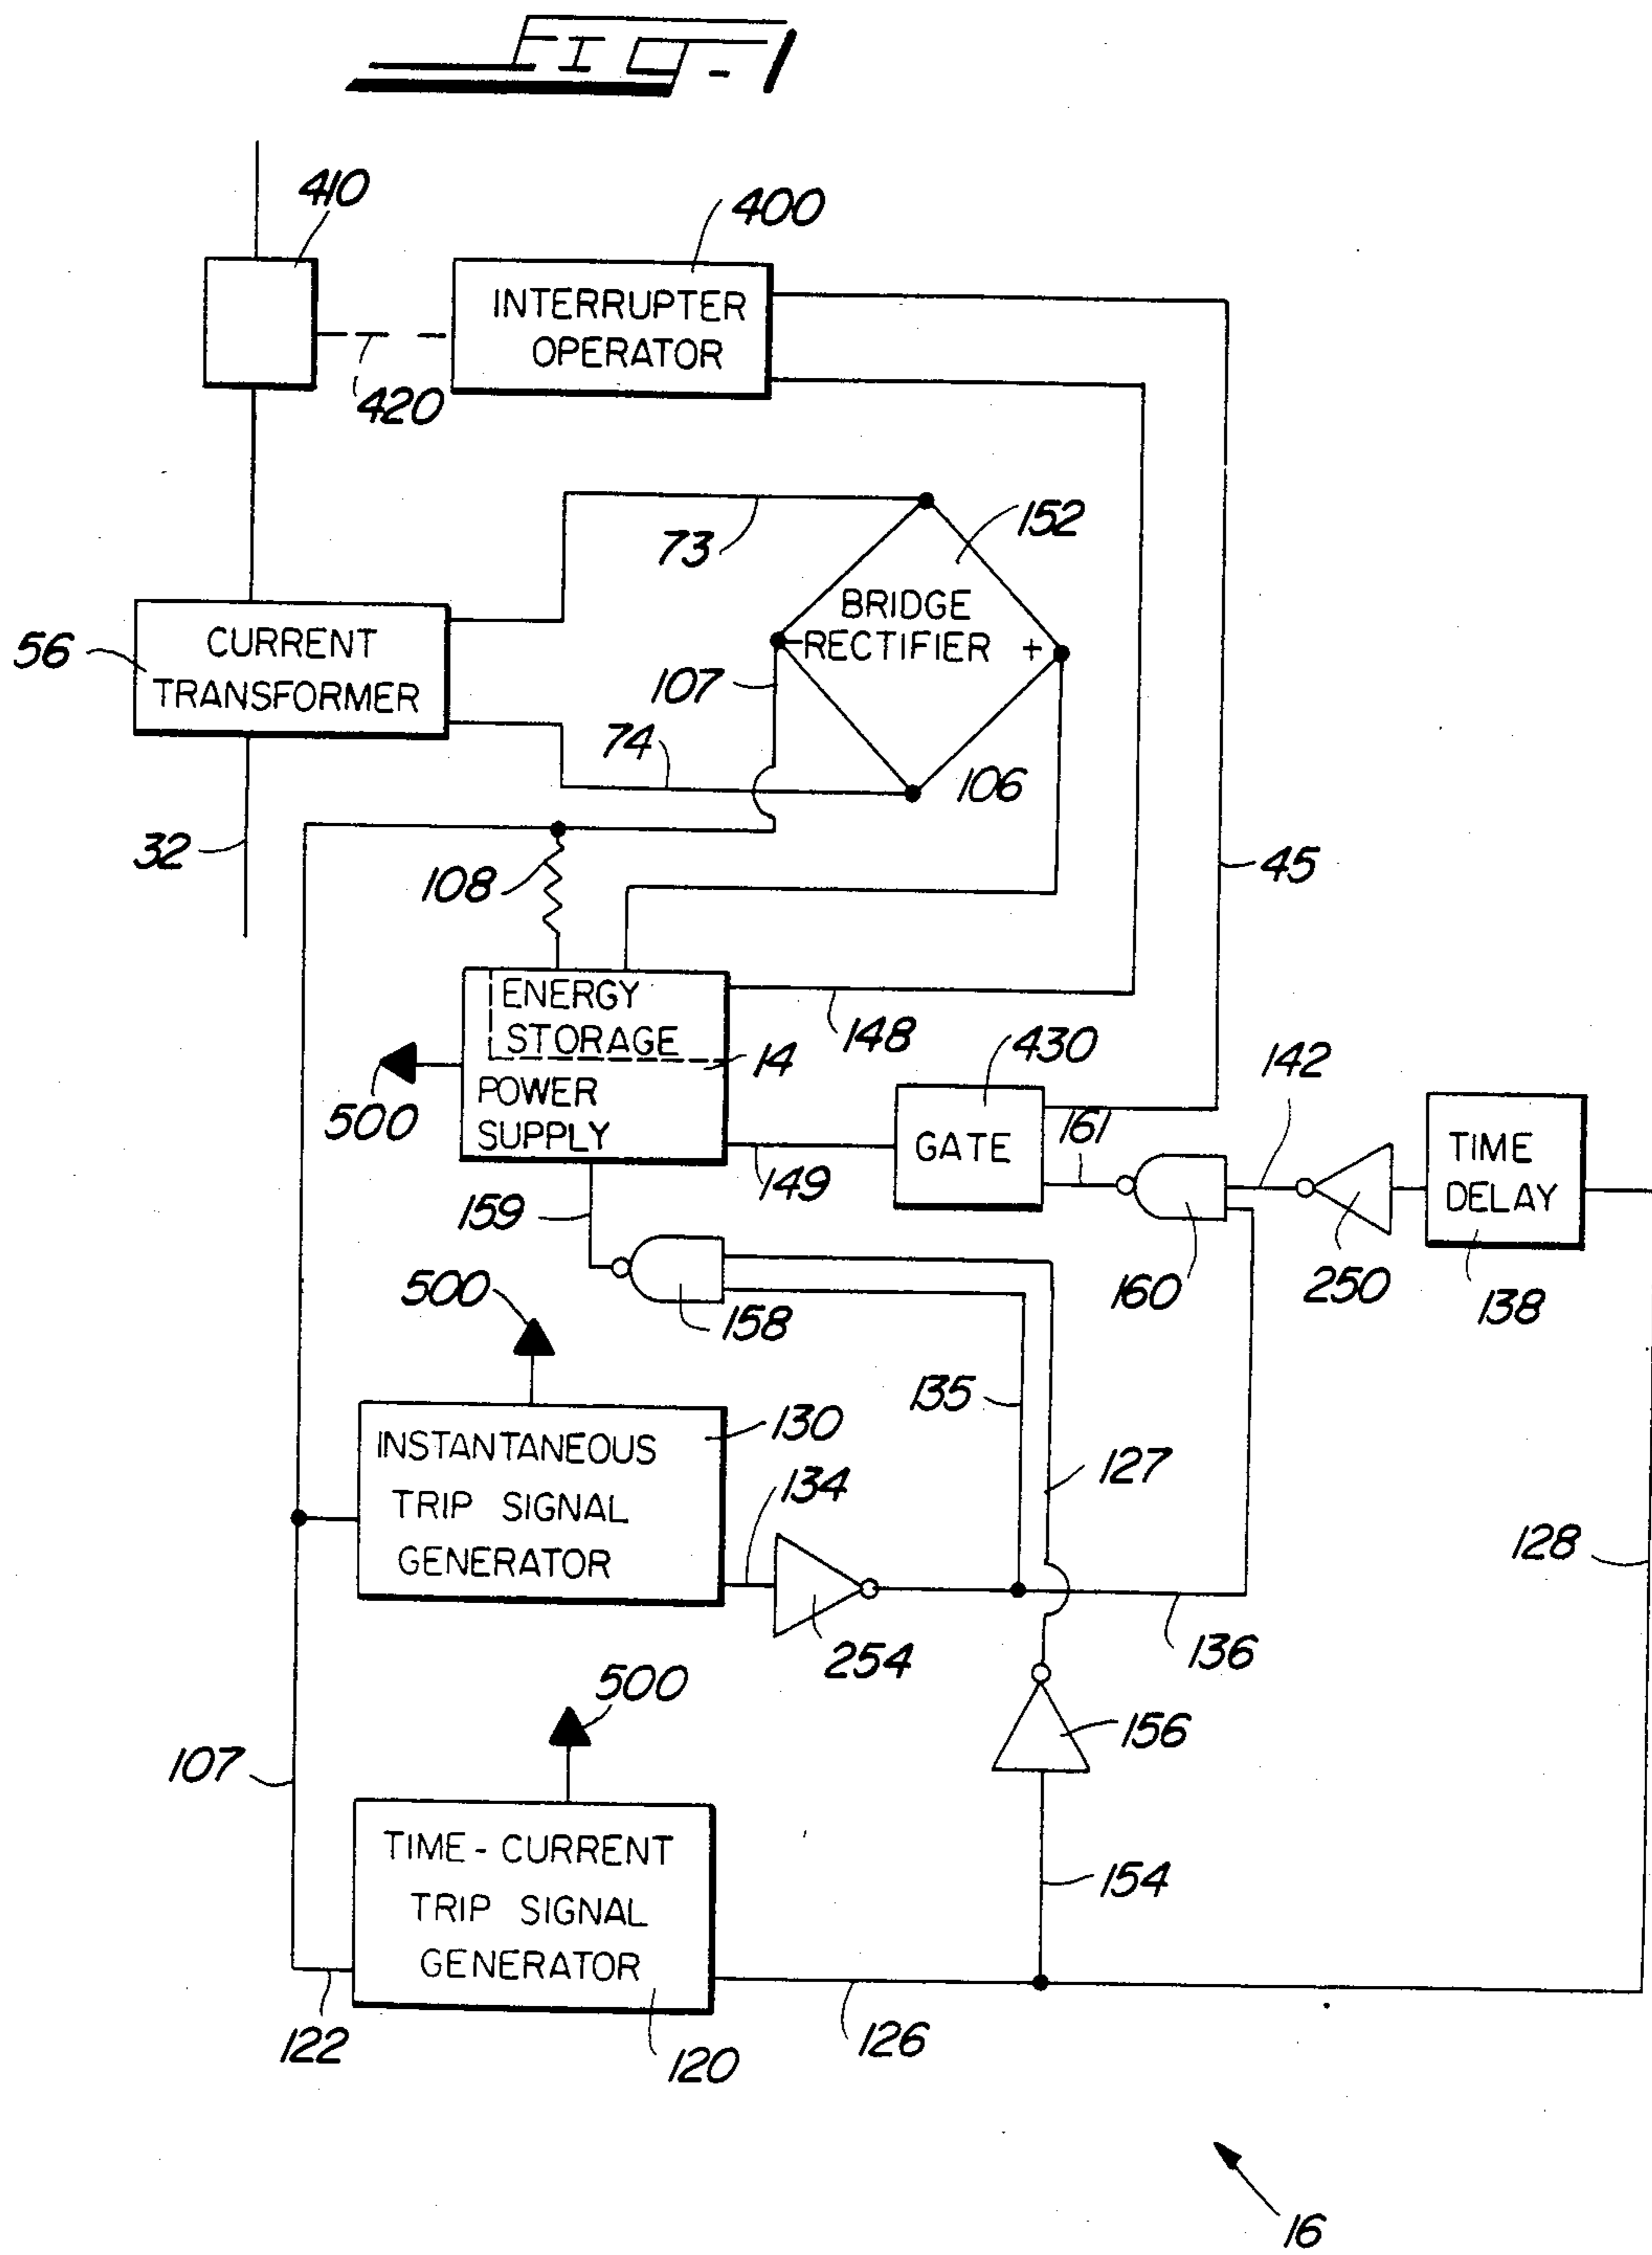 FIG-1
410
400
INTERRUPTER
OPERATOR
420
73
152
BRIDGE
- RECTIFIER +
56
CURRENT
TRANSFORMER
107
74
106
32
108
45
ENERGY
STORAGE
148
14
430
142
500
POWER
SUPPLY
161
GATE
TIME
DELAY
149
159
160
250
138
500
158
135
130
INSTANTANEOUS
TRIP SIGNAL
GENERATOR
134
127
128
254
136
500
156
107
TIME - CURRENT
TRIP SIGNAL
GENERATOR
154
122
120
126
16